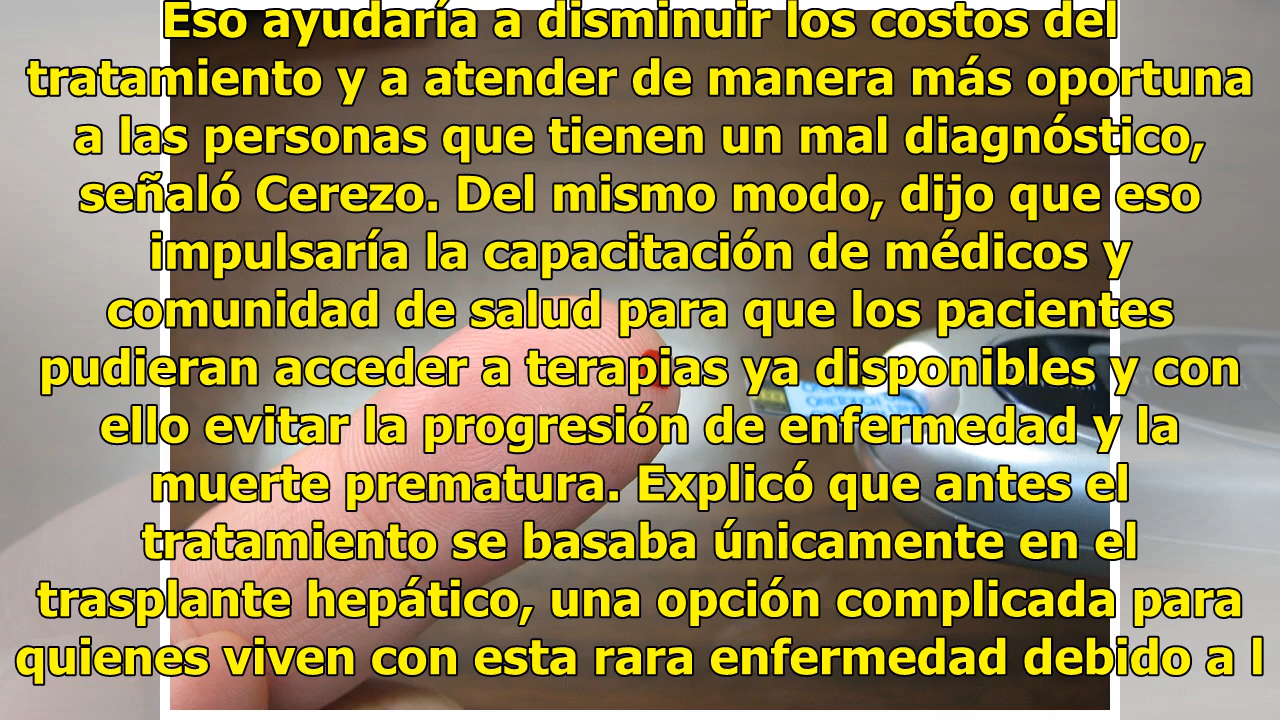 Eso ayudaría a disminuir los costos del
tratamiento y a atender de manera más oportuna
a las personas que tienen un mal diagnóstico,
señaló Cerezo. Del mismo modo, dijo que eso
impulsaría la capacitación de médicos y
comunidad de salud para que los pacientes
pudieran acceder a terapias ya disponibles y con
ello evitar la progresión de enfermedad y la
muerte prematura. Explicó que antes el
tratamiento se basaba únicamente en el
trasplante hepático, una opción complicada para
quienes viven con esta rara enfermedad debido a l